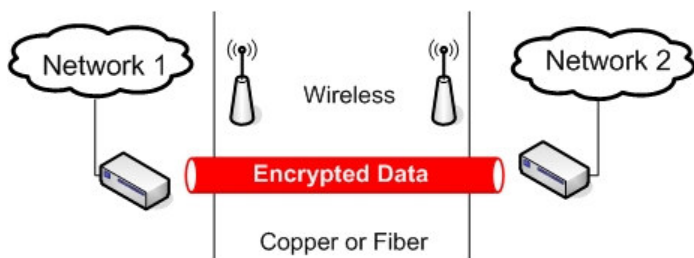 Network 1
Network 2
Wireless
Encrypted Data
Copper or Fiber